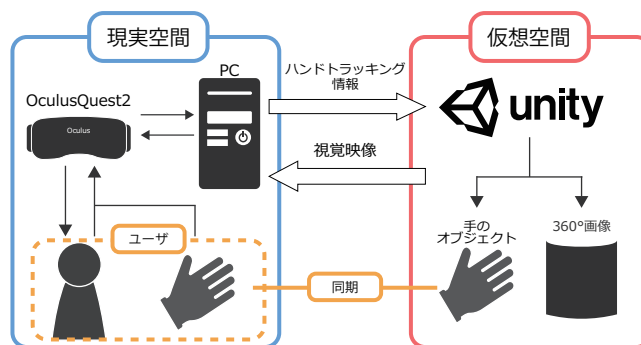 現実空間
仮想空間
PC
ハンドトラッキング
情報
OculusQuest2
Oculus
unity
視覚映像
手の
オブジェクト
360°画像
ユーザ
同期